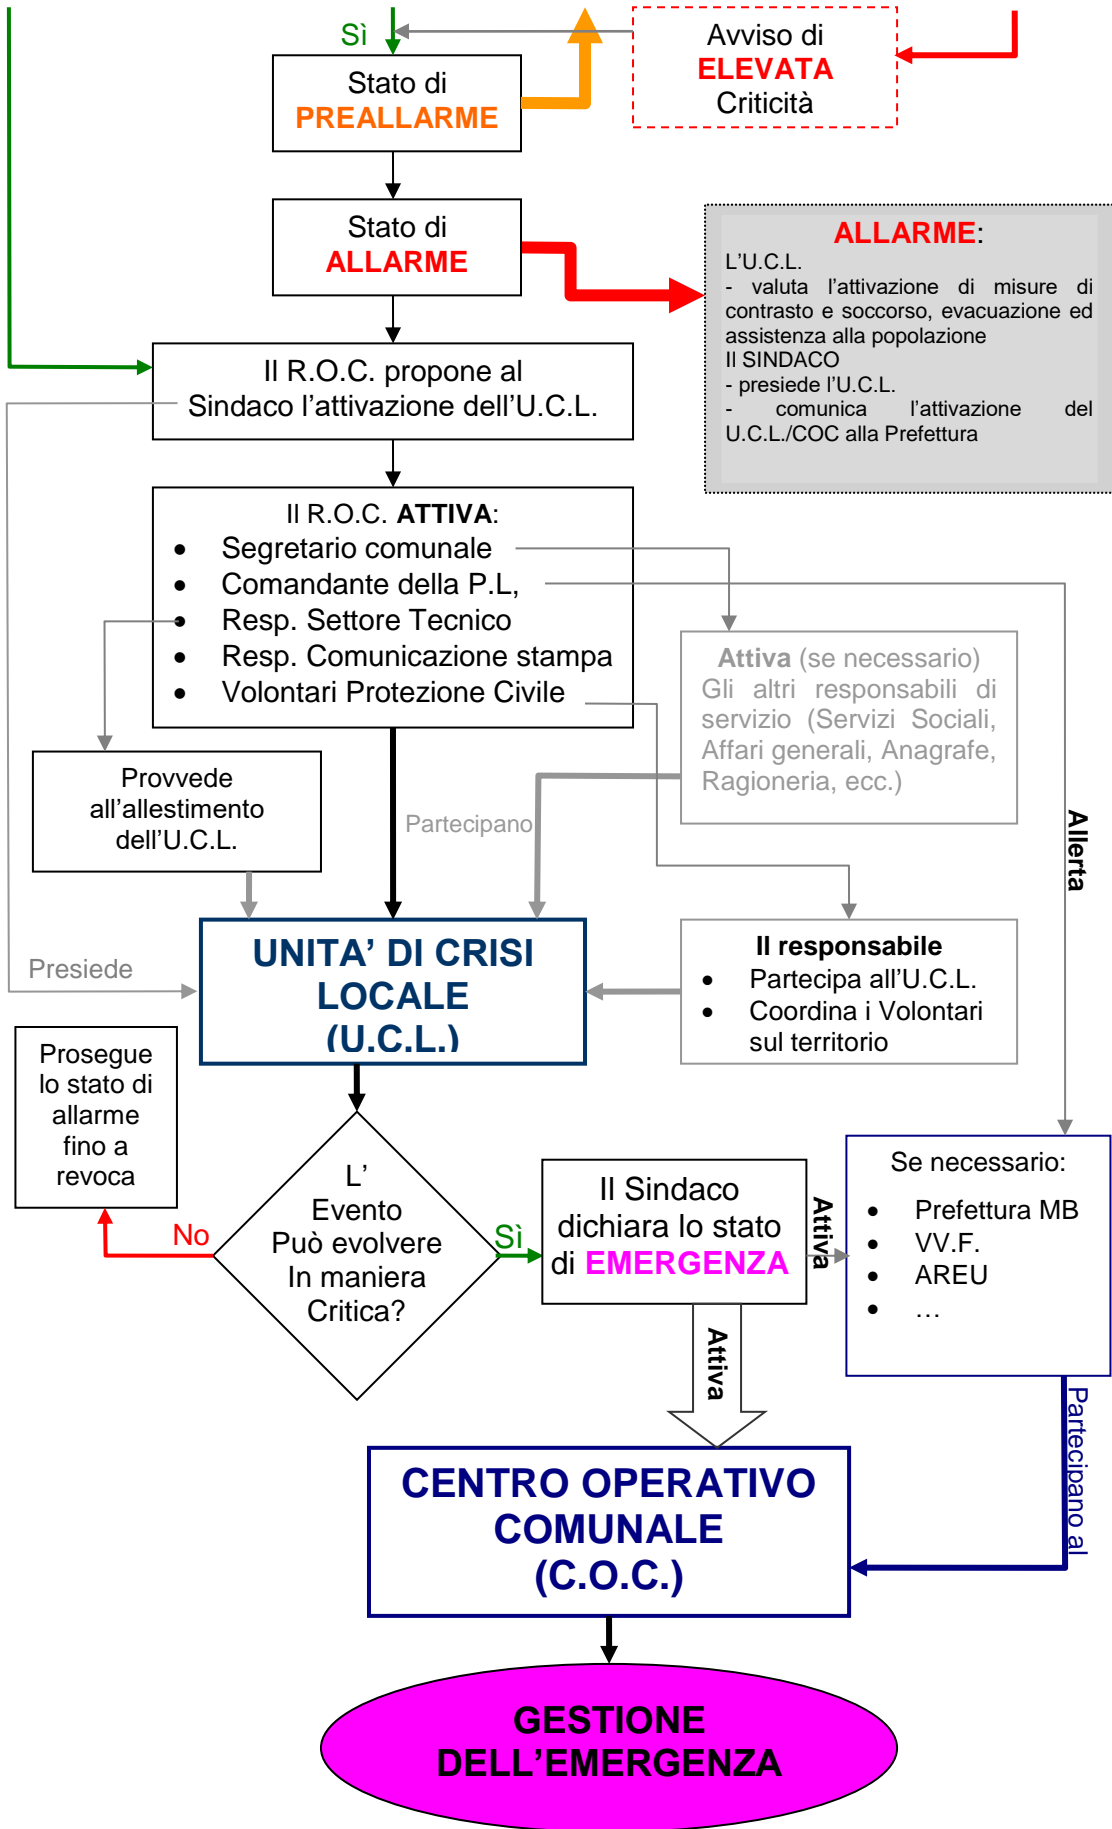 Sì
Avviso di
ELEVATA
Criticità
Stato di
PREALLARME
Stato di
ALLARME
ALLARME:
L'U.C.L.
- valuta l'attivazione di misure di
contrasto e soccorso, evacuazione ed
assistenza alla popolazione
Il SINDACO
- presiede l'U.C.L.
- comunica l'attivazione del
U.C.L./COC alla Prefettura
Il R.O.C. propone al
Sindaco l'attivazione dell'U.C.L.
Il R.O.C. ATTIVA:
• Segretario comunale
• Comandante della P.L,
• Resp. Settore Tecnico
• Resp. Comunicazione stampa
• Volontari Protezione Civile
Attiva (se necessario)
Gli altri responsabili di
servizio (Servizi Sociali,
Affari generali, Anagrafe,
Ragioneria, ecc.)
Provvede
all'allestimento
dell'U.C.L.
Partecipano
Allerta
UNITA' DI CRISI
LOCALE
(U.C.L.)
Presiede
Il responsabile
• Partecipa all'U.C.L.
• Coordina i Volontari
sul territorio
Prosegue
lo stato di
allarme
fino a
revoca
No
L'
Evento
Può evolvere
In maniera
Critica?
Sì
Il Sindaco
dichiara lo stato
di EMERGENZA
Attiva
Se necessario:
• Prefettura MB
• VV.F.
• AREU
• …
Attiva
Partecipano al
CENTRO OPERATIVO
COMUNALE
(C.O.C.)
GESTIONE
DELL'EMERGENZA